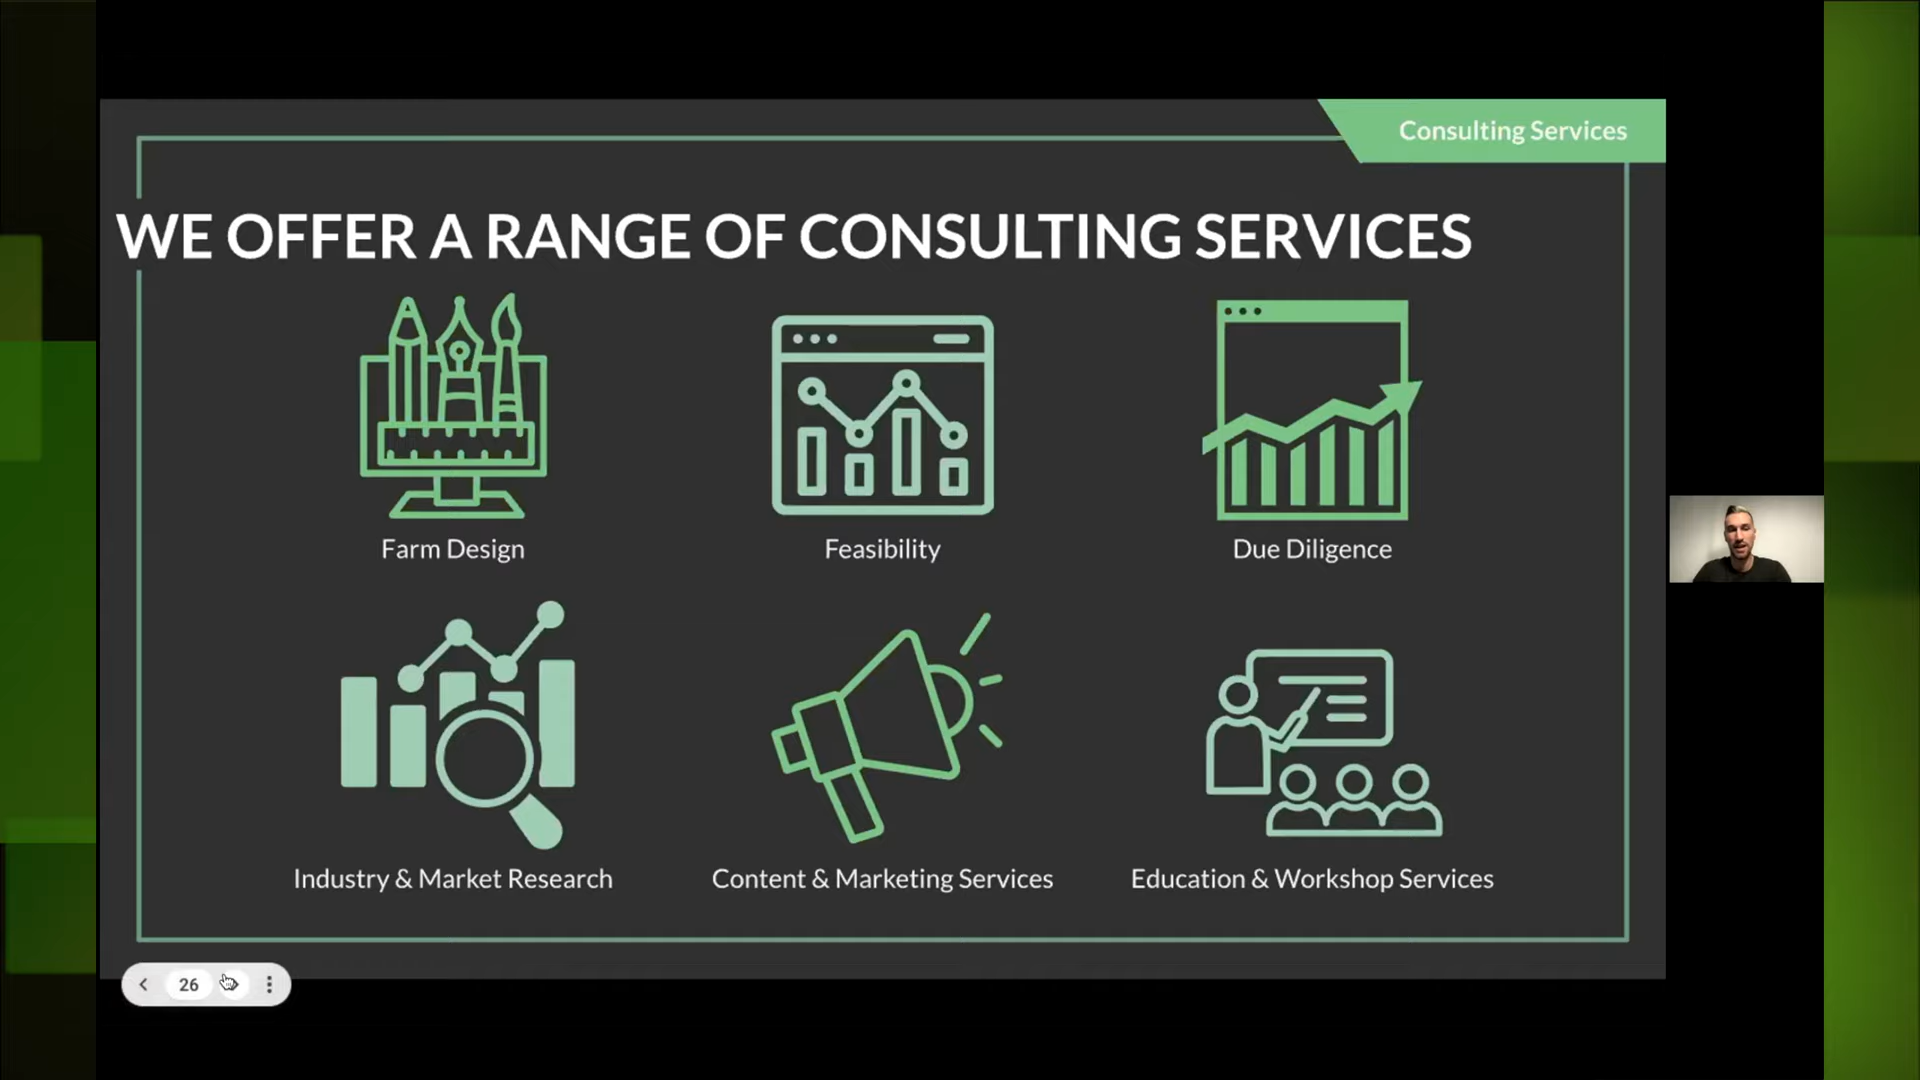 Consulting Services
WE OFFER A RANGE OF CONSULTING SERVICES
Farm Design
Feasibility
Due Diligence
Industry & Market Research
Content & Marketing Services
Education & Workshop Services
26